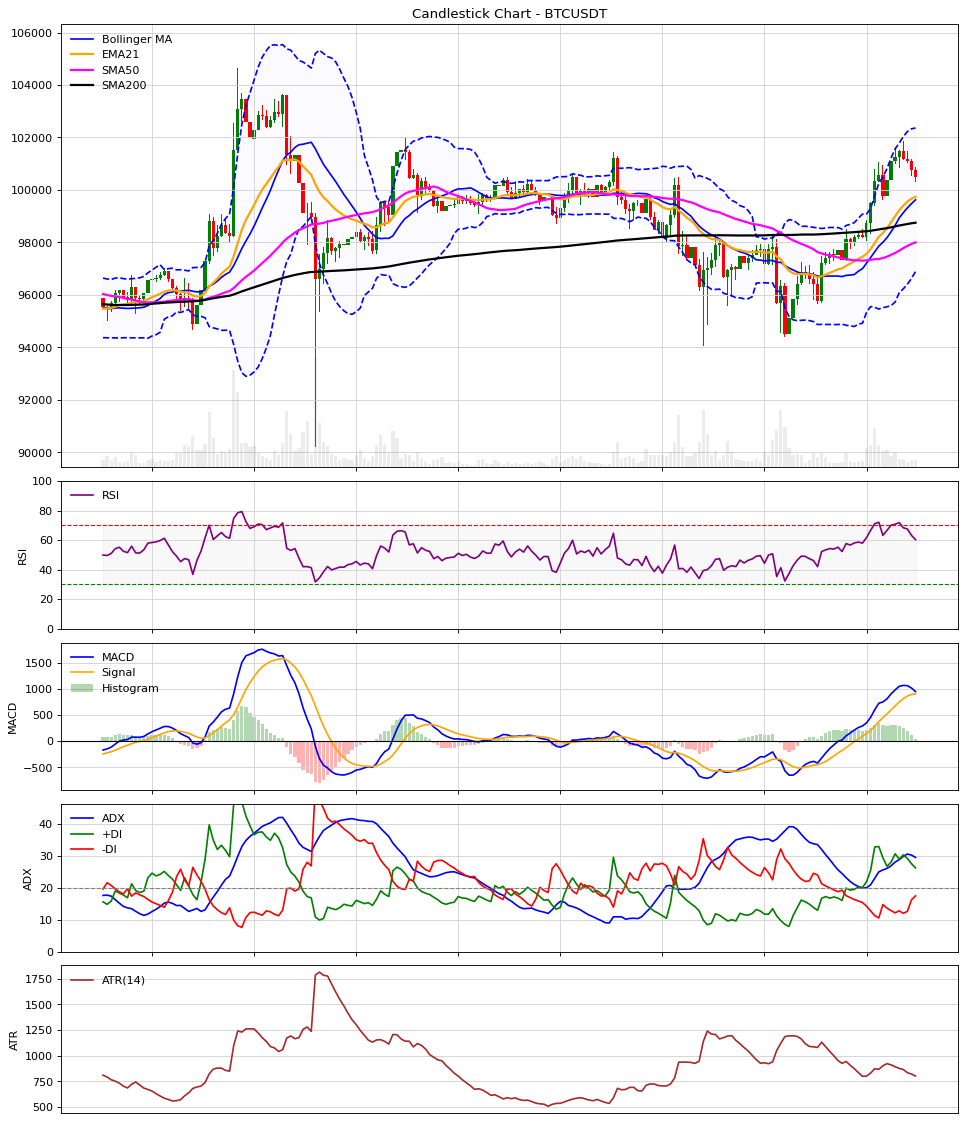 Candlestick Chart - BTCUSDT
106000
104000
102000
100000
98000
96000
94000
92000
90000
Bollinger MA
EMA21
SMA50
SMA200
100
80
60
40
20
0
RSI
RSI
1500
1000
500
0
−500
MACD
MACD
Signal
Histogram
40
30
20
10
0
ADX
ADX
+DI
-DI
1750
1500
1250
1000
750
500
ATR
ATR(14)